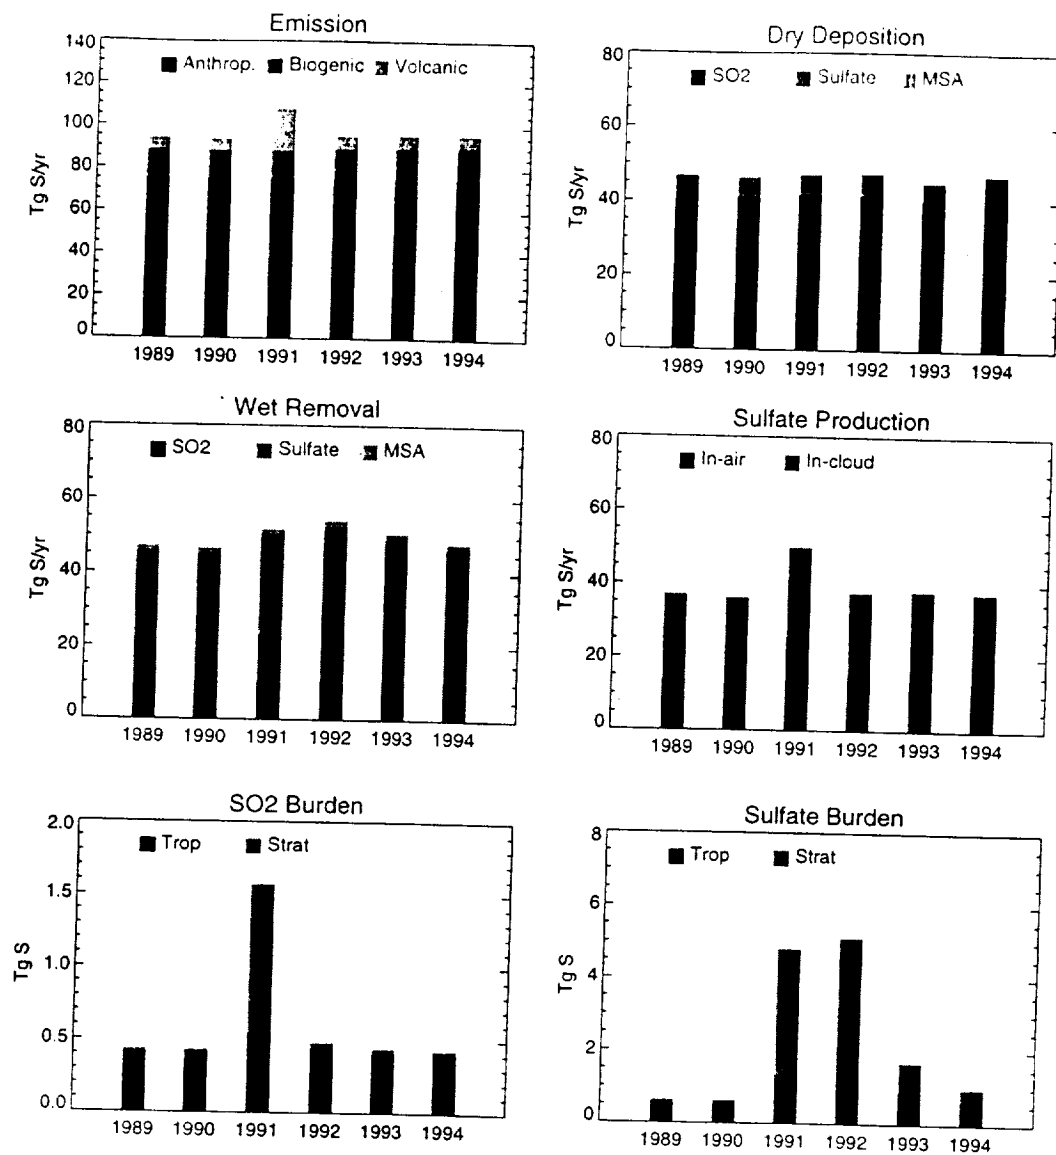 Emission
140
120
100
80
60
40
20
0
Tg S/yr
Anthrop. Biogenic Volcanic
1989 1990 1991 1992 1993 1994
Dry Deposition
80
60
40
20
0
Tg S/yr
SO2 Sulfate MSA
1989 1990 1991 1992 1993 1994
Wet Removal
80
60
40
20
0
Tg S/yr
SO2 Sulfate MSA
1989 1990 1991 1992 1993 1994
Sulfate Production
80
60
40
20
0
Tg S/yr
In-air In-cloud
1989 1990 1991 1992 1993 1994
SO2 Burden
2.0
1.5
1.0
0.5
0.0
Tg S
Trop Strat
1989 1990 1991 1992 1993 1994
Sulfate Burden
8
6
4
2
0
Tg S
Trop Strat
1989 1990 1991 1992 1993 1994